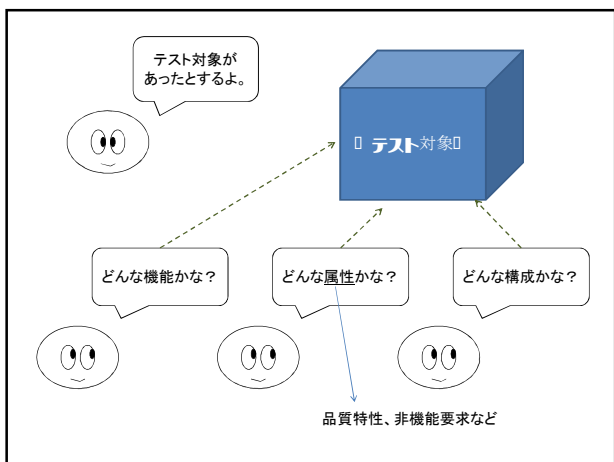 テスト対象が
あったとするよ。
テスト対象
どんな機能かな？
どんな属性かな？
どんな構成かな？
品質特性、非機能要求など